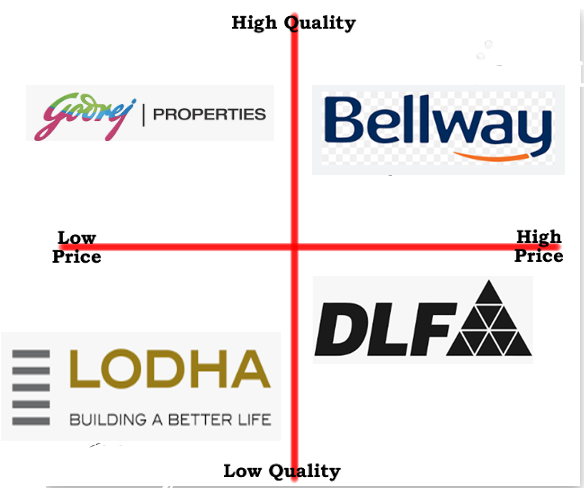 High Quality
Godrej | PROPERTIES
Bellway
Low
Price
High
Price
DLF
LODHA
BUILDING A BETTER LIFE
Low Quality